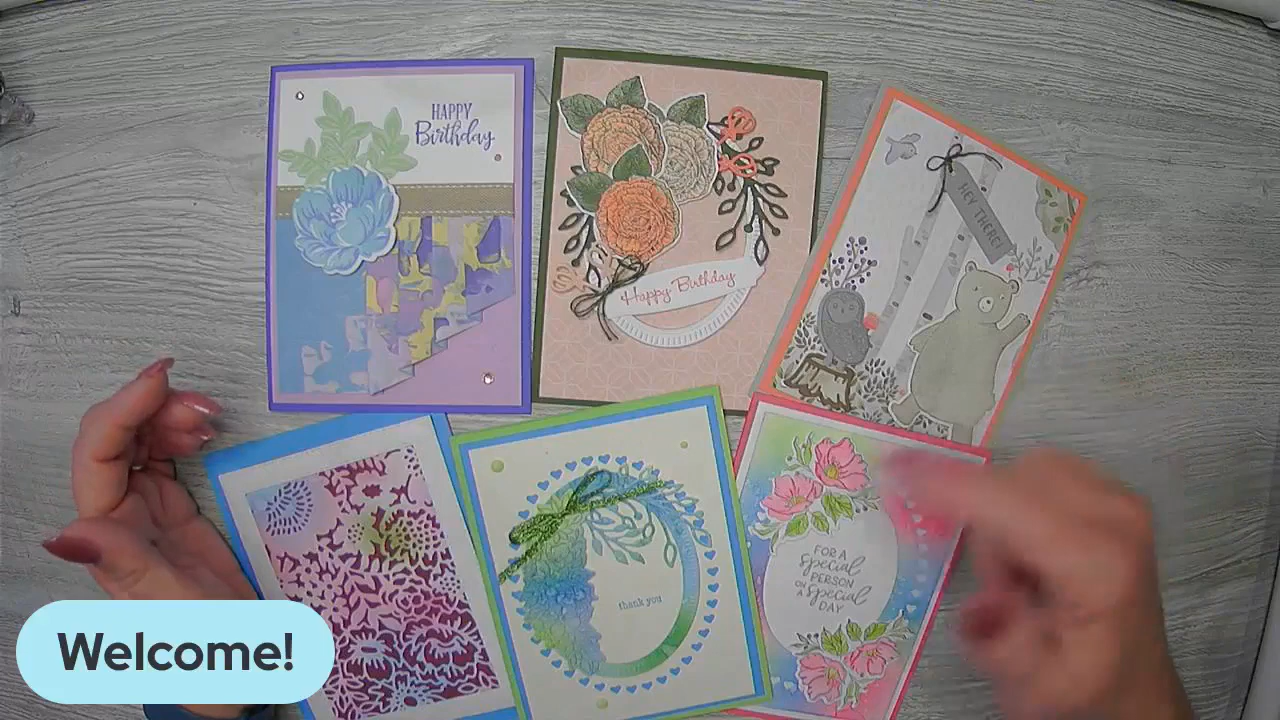 HAPPY
Birthday
Happy Birthday
HEY THERE!
thank you
FOR A
special
PERSON
ON A special
DAY
Welcome!